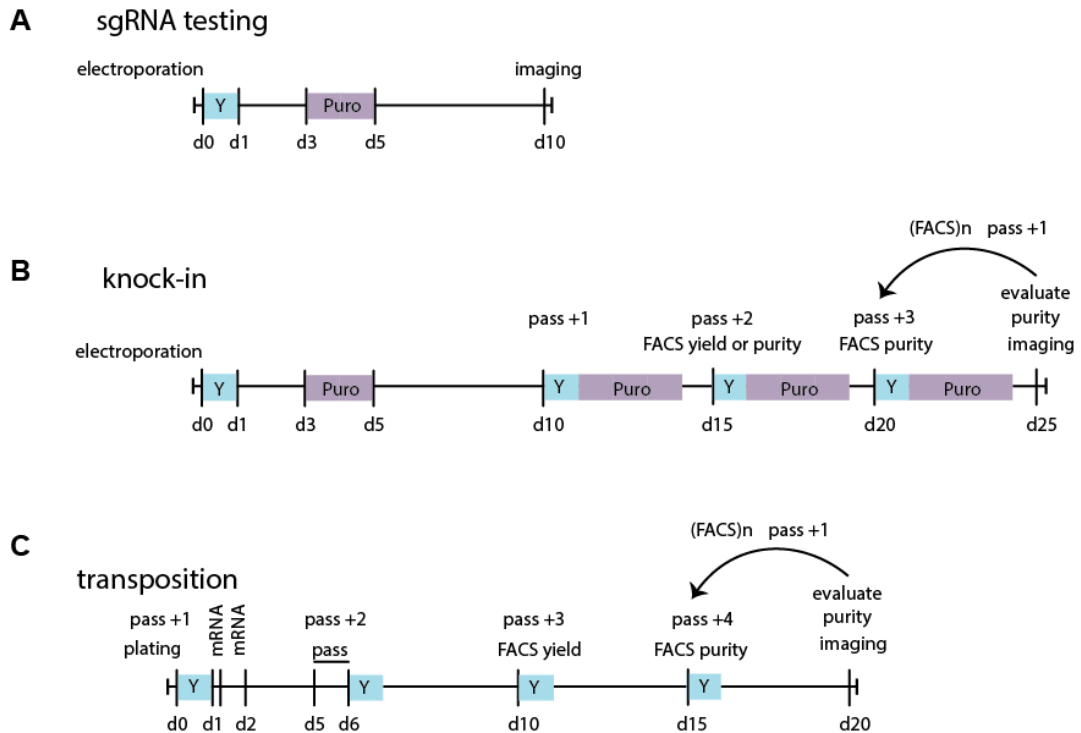 A
sgRNA testing
electroporation
imaging
Y
Puro
d0
d1
d3
d5
d10
(FACS)n pass +1
B
knock-in
evaluate
purity
imaging
pass +1
pass +2
FACS yield or purity
pass +3
FACS purity
electroporation
Y
Puro
Y
Puro
Y
Puro
Y
Puro
d0
d1
d3
d5
d10
d15
d20
d25
(FACS)n pass +1
C
transposition
evaluate
purity
imaging
pass +1
plating
mRNA
mRNA
pass +2
pass
pass +3
FACS yield
pass +4
FACS purity
Y
Y
Y
Y
d0
d1
d2
d5
d6
d10
d15
d20